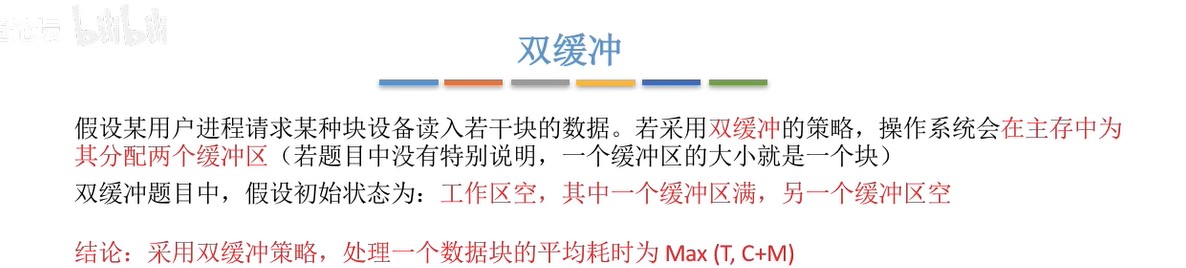 bilibili
双缓冲
假设某用户进程请求某种块设备读入若干块的数据。若采用双缓冲的策略，操作系统会在主存中为
其分配两个缓冲区（若题目中没有特别说明，一个缓冲区的大小就是一个块）
双缓冲题目中，假设初始状态为：工作区空，其中一个缓冲区满，另一个缓冲区空
结论：采用双缓冲策略，处理一个数据块的平均耗时为 Max (T, C+M)